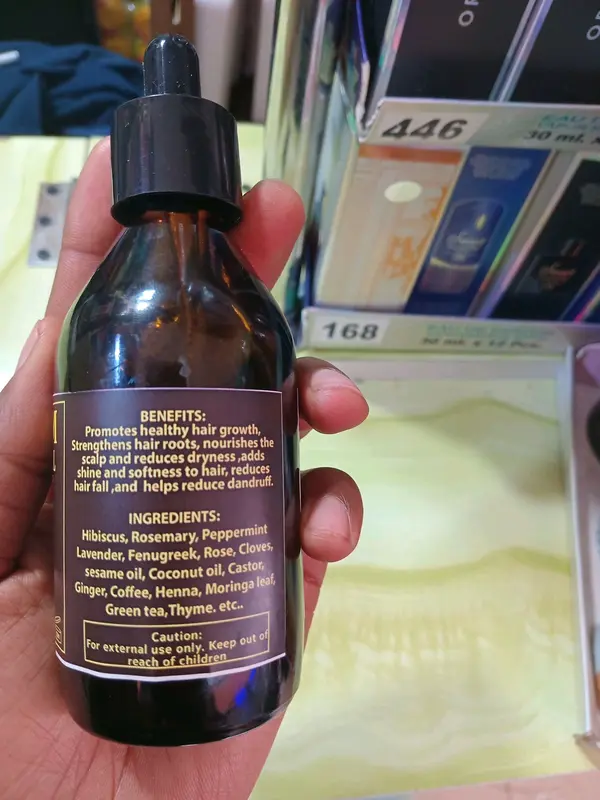 BENEFITS:
Promotes healthy hair growth,
Strengthens hair roots, nourishes the
scalp and reduces dryness ,adds
shine and softness to hair, reduces
hair fall ,and helps reduce dandruff.
INGREDIENTS:
Hibiscus, Rosemary, Peppermint
Lavender, Fenugreek, Rose, Cloves,
sesame oil, Coconut oil, Castor,
Ginger, Coffee, Henna, Moringa leaf,
Green tea,Thyme. etc..
Caution:
For external use only. Keep out of
reach of children
446
30 ml.
168